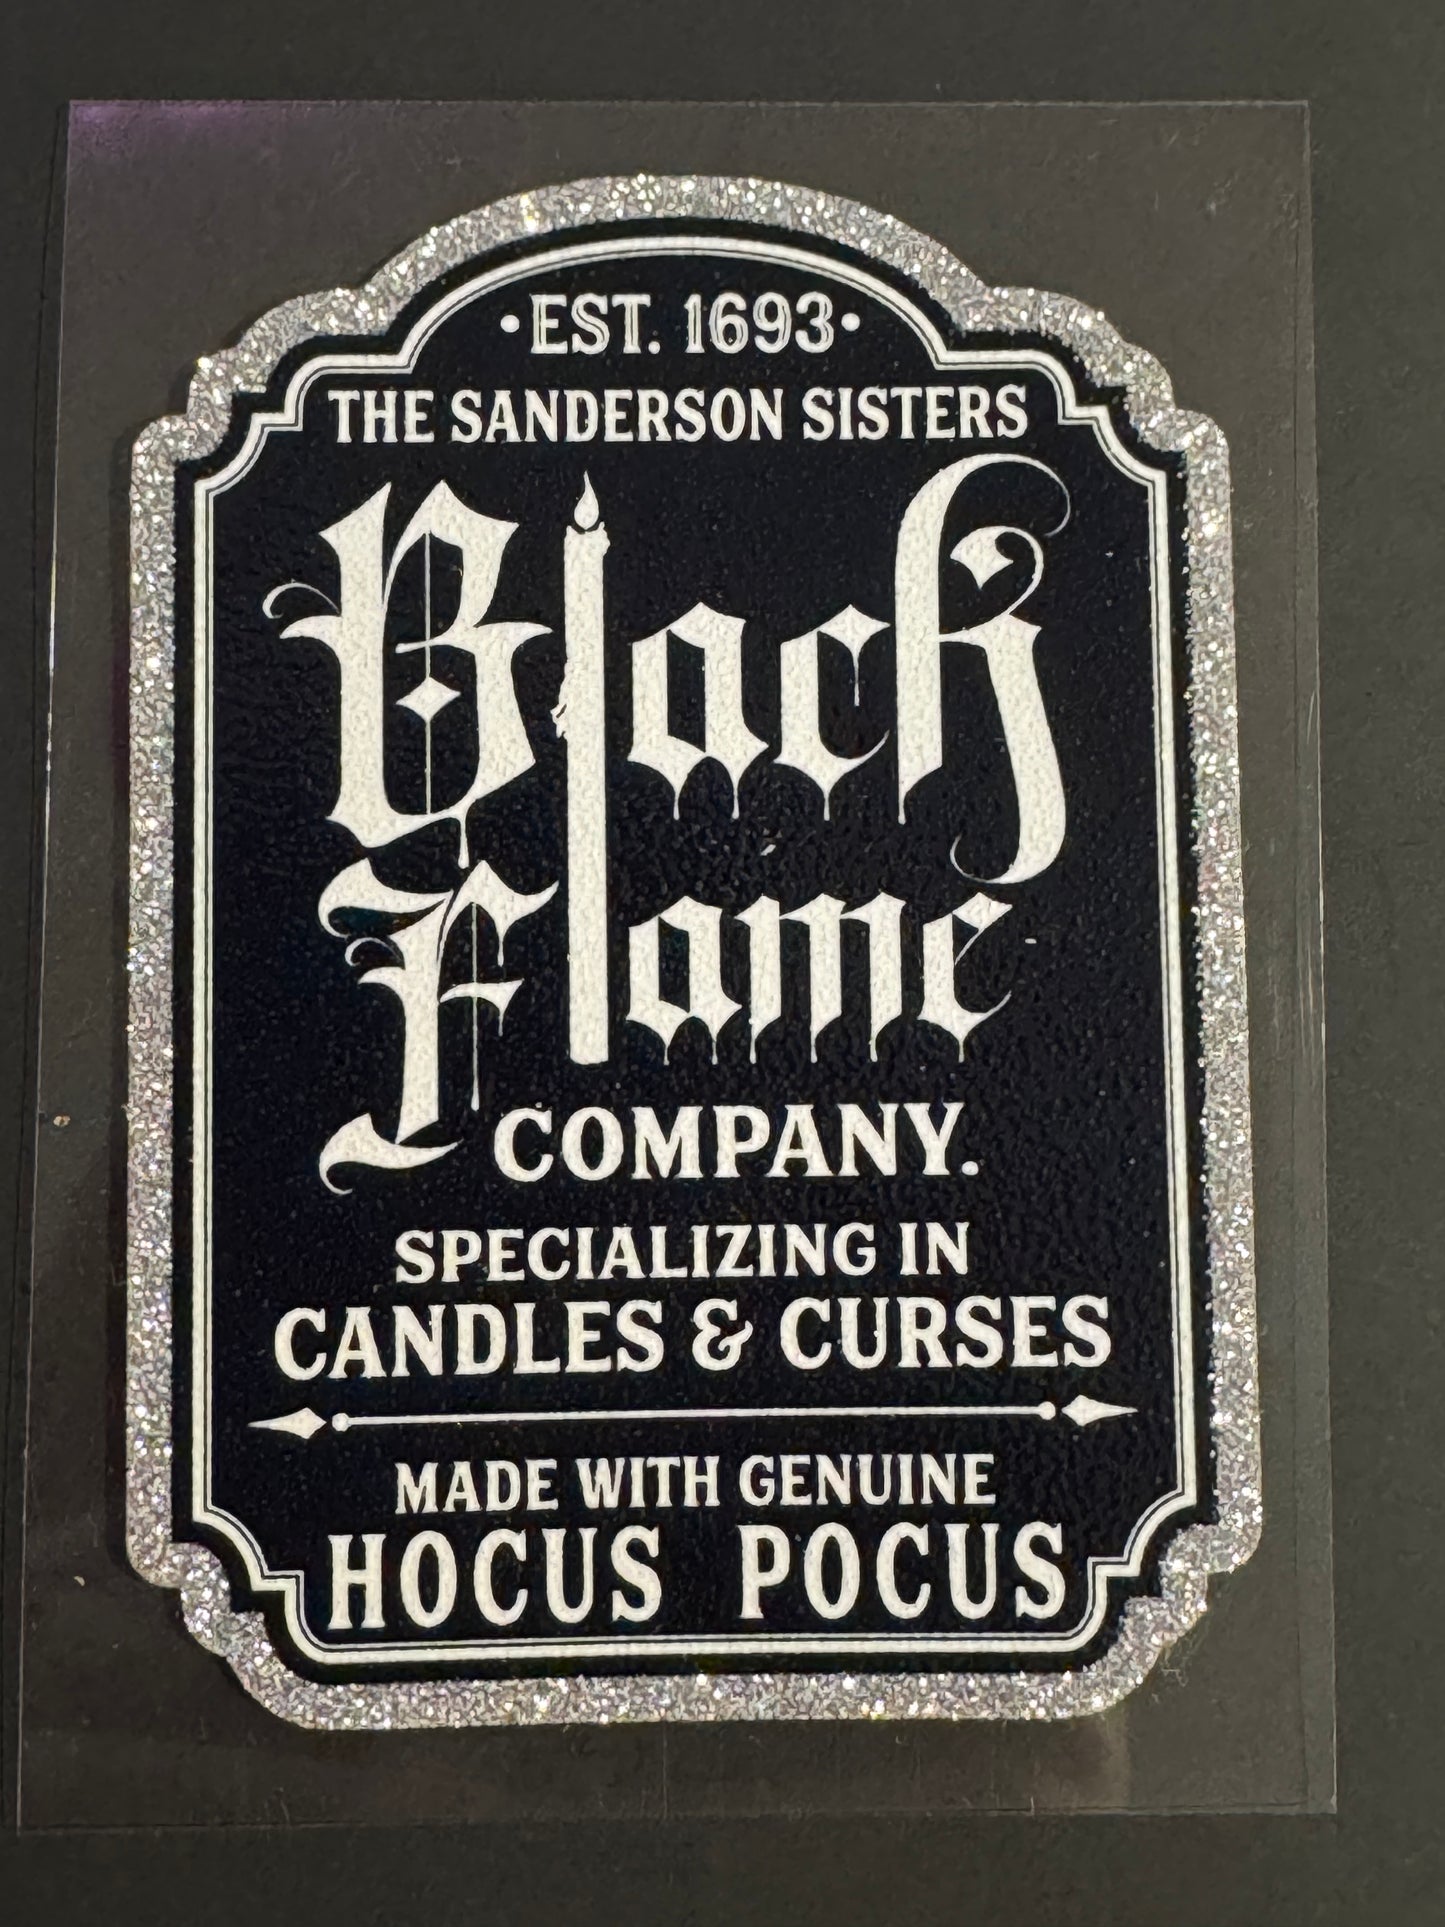 ·EST. 1693·
THE SANDERSON SISTERS
Black
Flame
COMPANY.
SPECIALIZING IN
CANDLES & CURSES
MADE WITH GENUINE
HOCUS POCUS